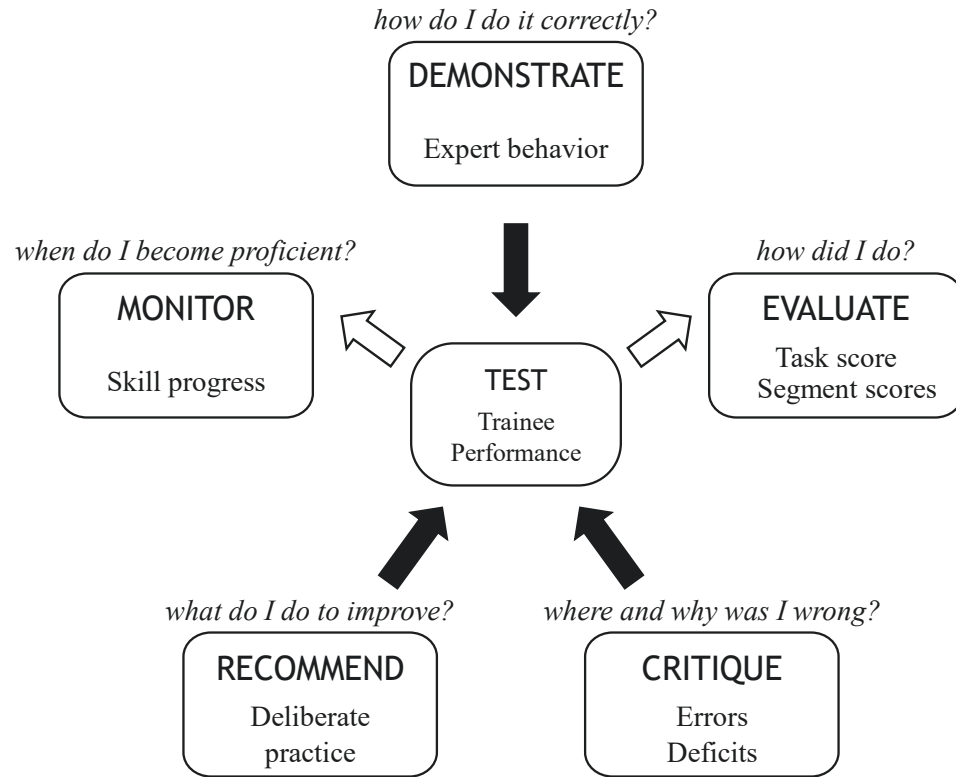 how do I do it correctly?
DEMONSTRATE
Expert behavior
when do I become proficient?
MONITOR
Skill progress
how did I do?
EVALUATE
Task score
Segment scores
TEST
Trainee
Performance
what do I do to improve?
RECOMMEND
Deliberate
practice
where and why was I wrong?
CRITIQUE
Errors
Deficits